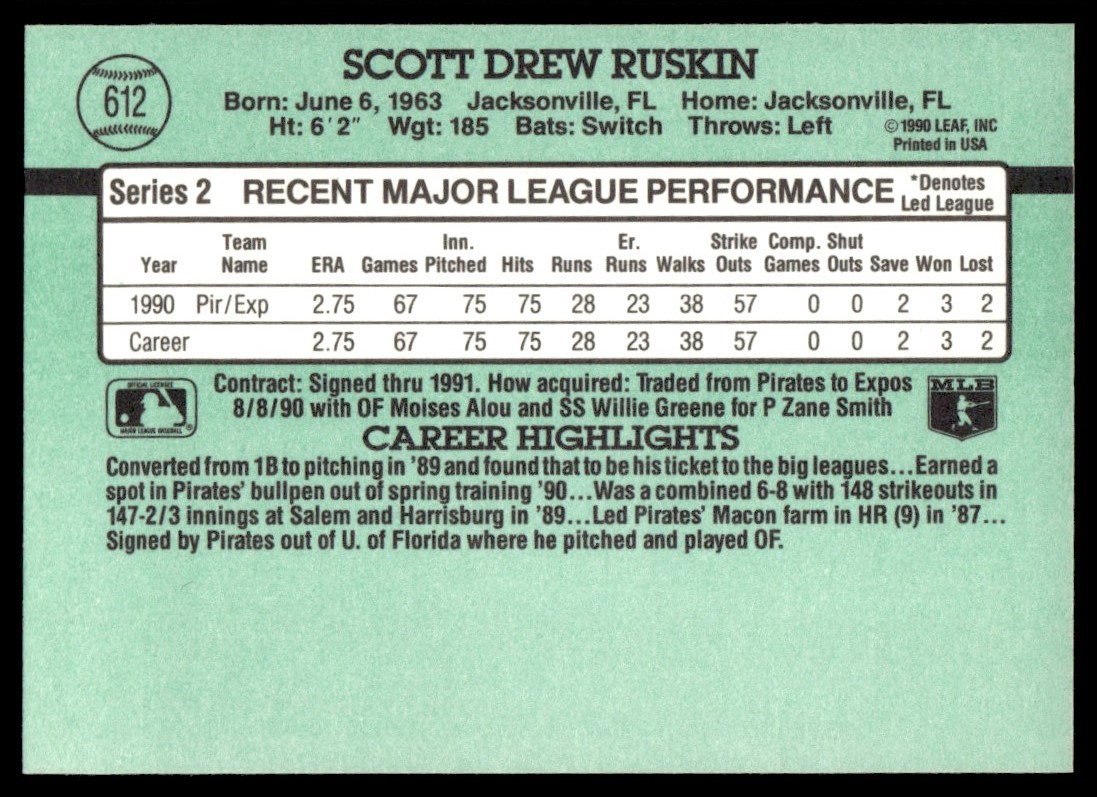 SCOTT DREW RUSKIN
612
Born: June 6, 1963 Jacksonville, FL Home: Jacksonville, FL
Ht: 6'2" Wgt: 185 Bats: Switch Throws: Left
©1990 LEAF, INC
Printed in USA
Series 2 RECENT MAJOR LEAGUE PERFORMANCE *Denotes Led League
Year Team Name ERA Games Inn. Pitched Hits Runs Er. Runs Walks Strike Outs Comp. Games Shut Outs Save Won Lost
1990 Pir/Exp 2.75 67 75 75 28 23 38 57 0 0 2 3 2
Career 2.75 67 75 75 28 23 38 57 0 0 2 3 2
OFFICIAL LICENSEE
MAJOR LEAGUE BASEBALL ®
Contract: Signed thru 1991. How acquired: Traded from Pirates to Expos
8/8/90 with OF Moises Alou and SS Willie Greene for P Zane Smith
MLB
CAREER HIGHLIGHTS
Converted from 1B to pitching in '89 and found that to be his ticket to the big leagues...Earned a
spot in Pirates' bullpen out of spring training '90...Was a combined 6-8 with 148 strikeouts in
147-2/3 innings at Salem and Harrisburg in '89...Led Pirates' Macon farm in HR (9) in '87...
Signed by Pirates out of U. of Florida where he pitched and played OF.